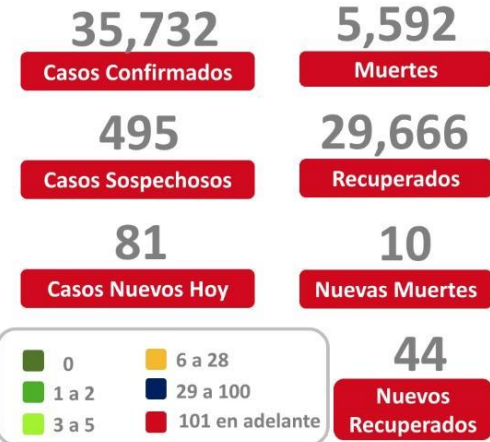 35,732
Casos Confirmados
5,592
Muertes
495
Casos Sospechosos
29,666
Recuperados
81
Casos Nuevos Hoy
10
Nuevas Muertes
0
1 a 2
3 a 5
6 a 28
29 a 100
101 en adelante
44
Nuevos
Recuperados